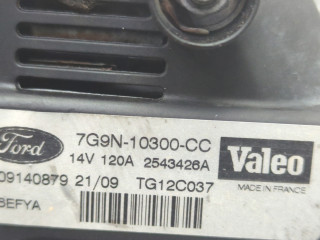 Ford 7G9N-10300-CC Valeo
14V 120A 2543426A
09140879 21/09 TG12C037 MADE IN FRANCE
BEFYA